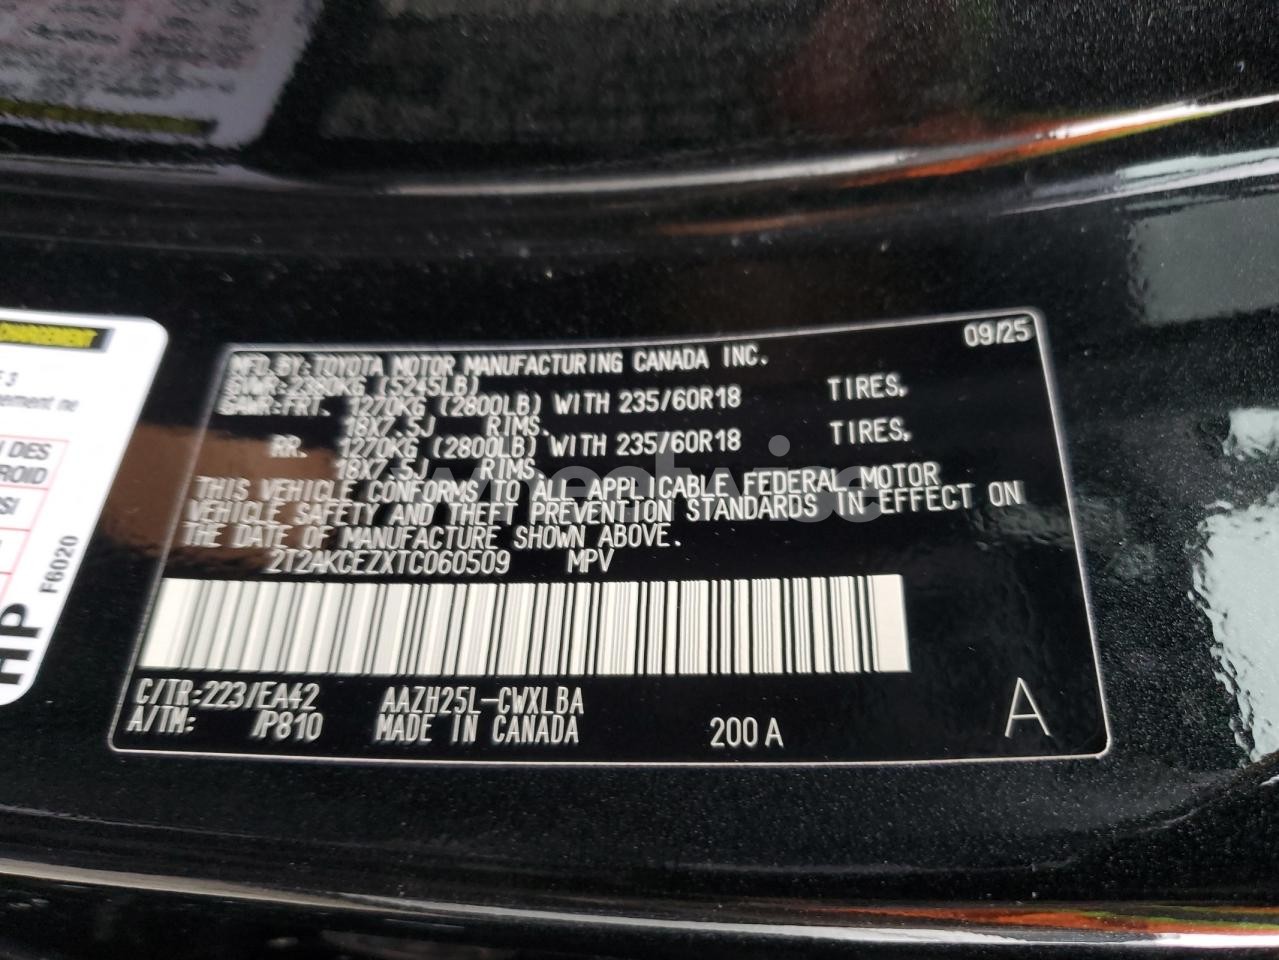 CHARGEMENT
09/25
MFD.BY:TOYOTA MOTOR MANUFACTURING CANADA INC.
GVWR:2380KG (5245LB)
GAWR:FRT. 1270KG (2800LB) WITH 235/60R18 TIRES,
18X7.5J RIMS.
RR. 1270KG (2800LB) WITH 235/60R18 TIRES,
18X7.5J RIMS.
THIS VEHICLE CONFORMS TO ALL APPLICABLE FEDERAL MOTOR
VEHICLE SAFETY AND THEFT PREVENTION STANDARDS IN EFFECT ON
THE DATE OF MANUFACTURE SHOWN ABOVE.
2T2AKCEZXTC060509 MPV
C/TR:223/EA42 AAZH25L-CWXLBA
A/TM: /P810 MADE IN CANADA 200A A
F6020